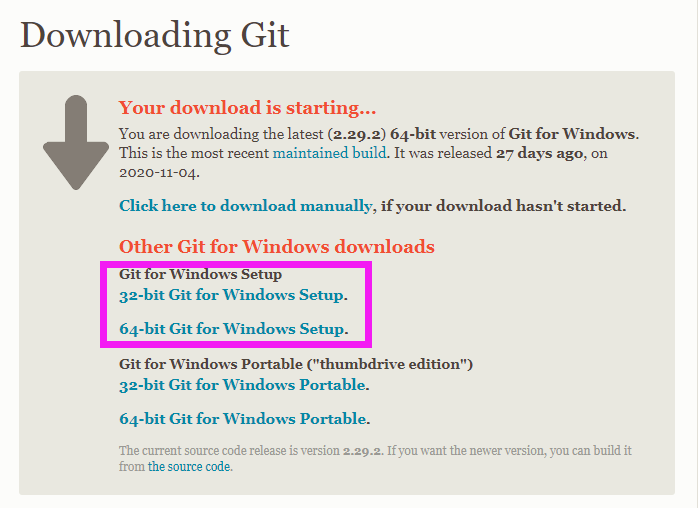 Downloading Git
Your download is starting...
You are downloading the latest (2.29.2) 64-bit version of Git for Windows.
This is the most recent maintained build. It was released 27 days ago, on
2020-11-04.
Click here to download manually, if your download hasn't started.
Other Git for Windows downloads
Git for Windows Setup
32-bit Git for Windows Setup.
64-bit Git for Windows Setup.
Git for Windows Portable ("thumbdrive edition")
32-bit Git for Windows Portable.
64-bit Git for Windows Portable.
The current source code release is version 2.29.2. If you want the newer version, you can build it
from the source code.